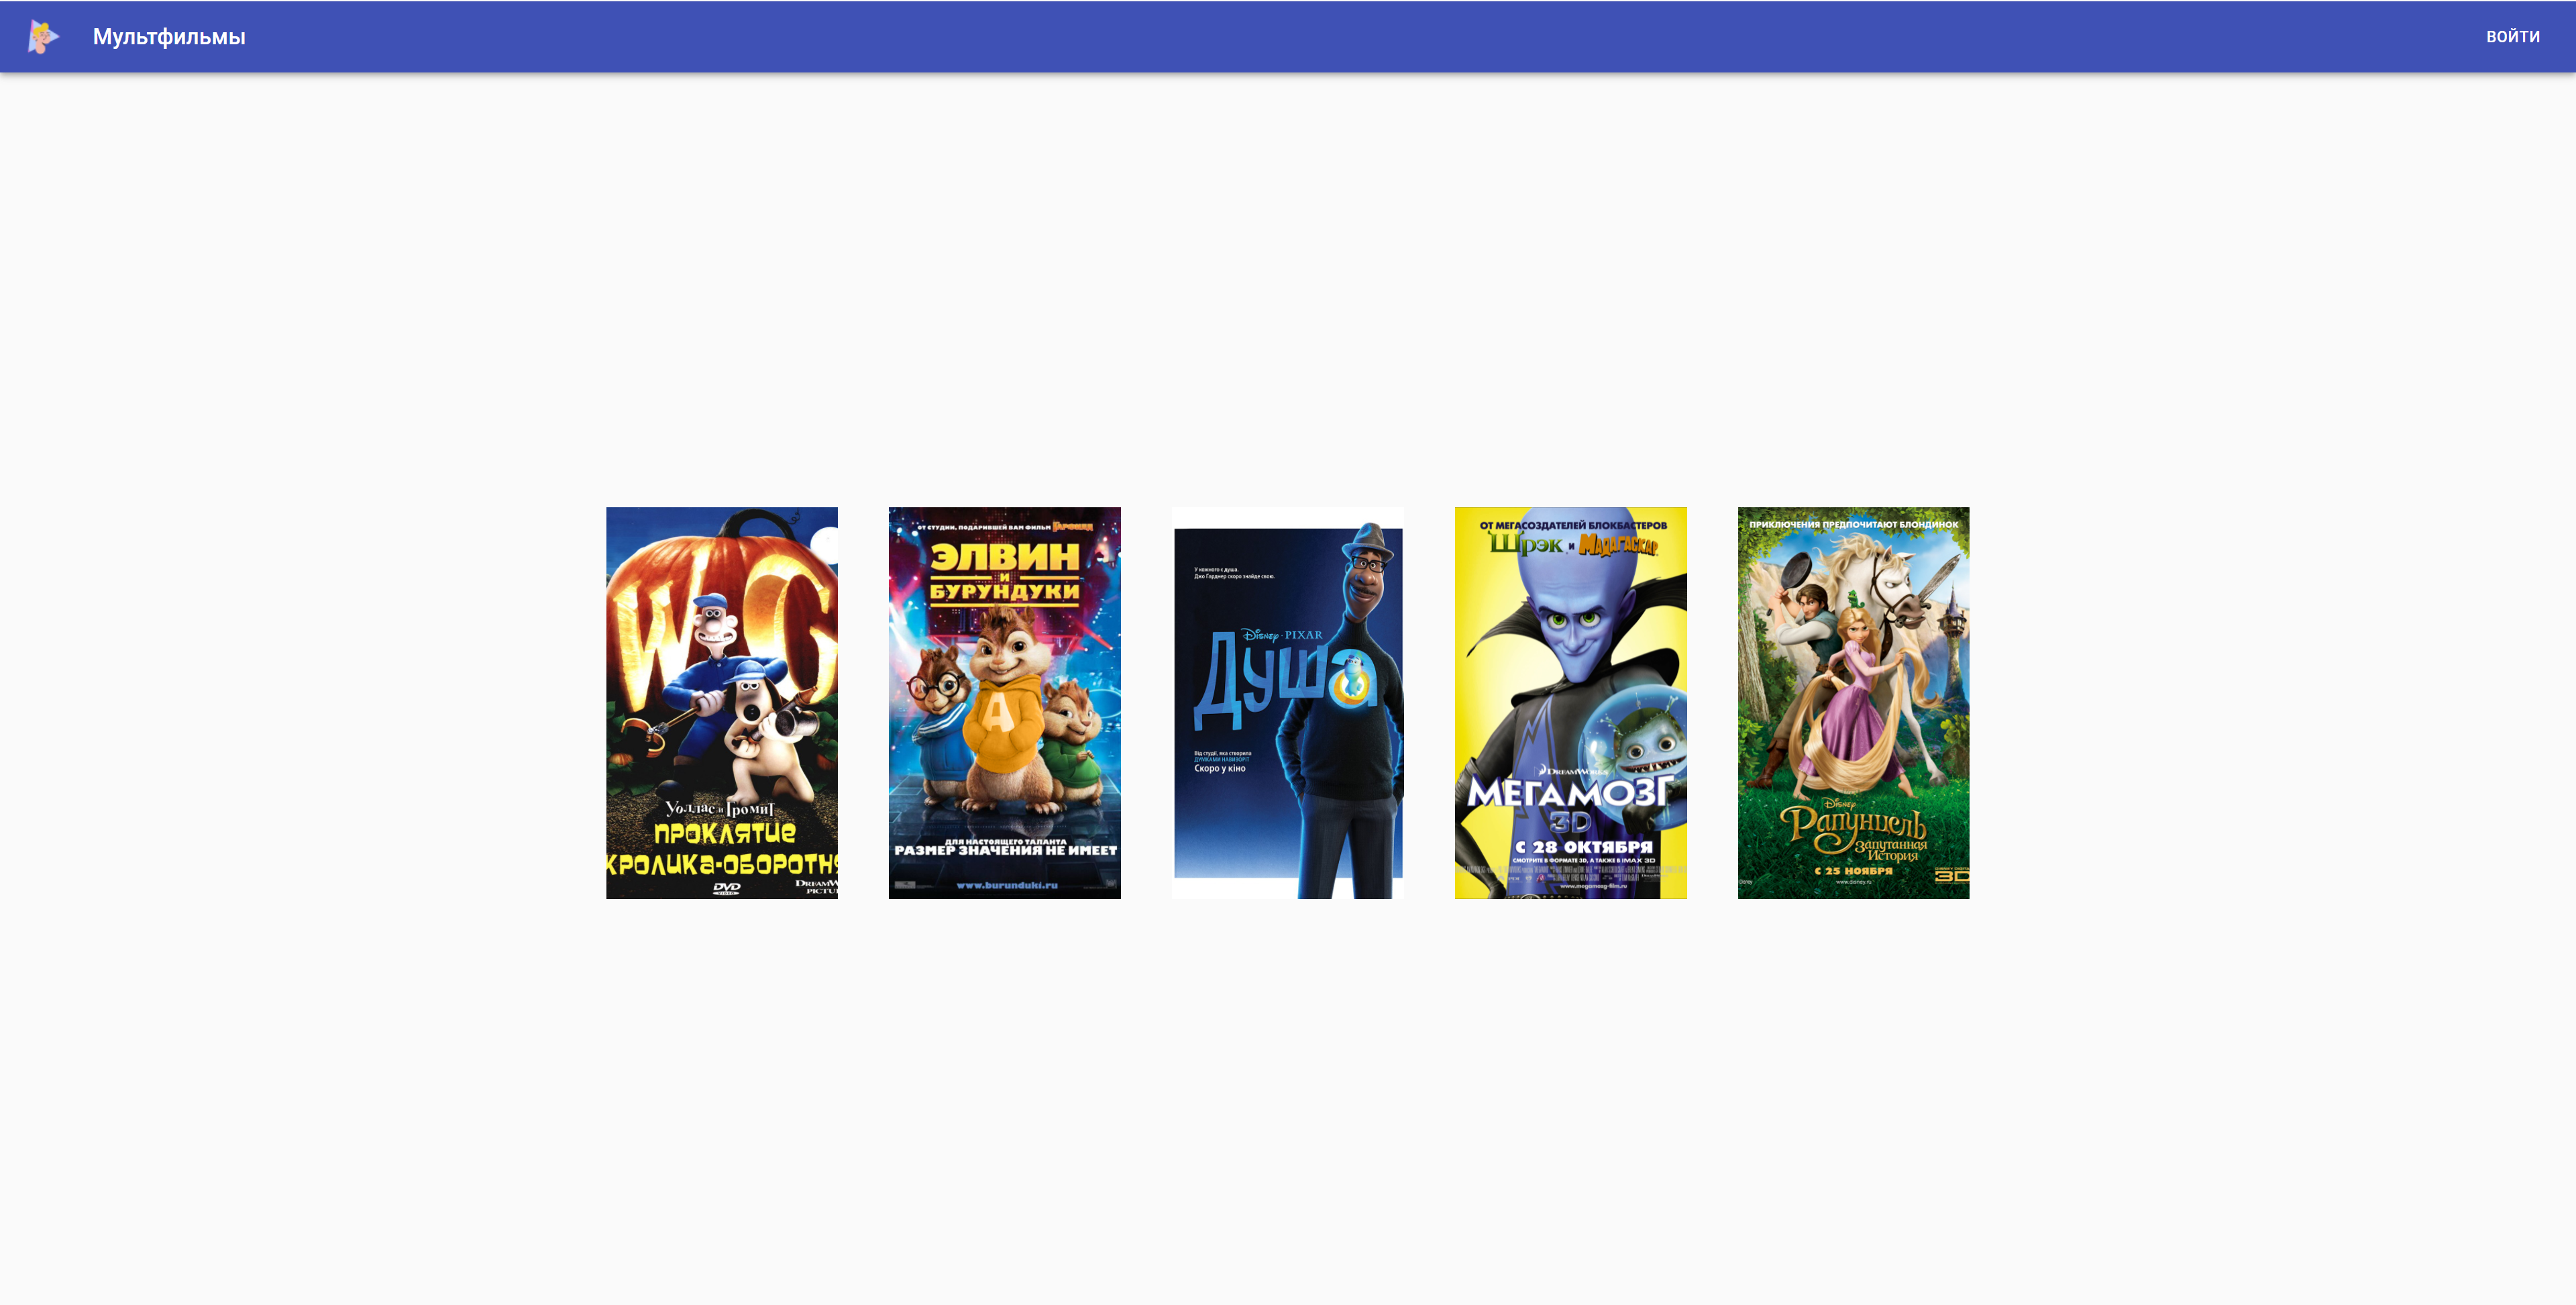 Мультфильмы
ВОЙТИ
WG
Уоллас и Громит
ПРОКЛЯТИЕ
КРОЛИКА-ОБОРОТНЯ
DVD
DREAMW
PICTU
ОТ СТУДИИ, ПОДАРИВШЕЙ ВАМ ФИЛЬМ ГАРФИЛД
ЭЛВИН
И
БУРУНДУКИ
A
ДЛЯ НАСТОЯЩЕГО ТАЛАНТА
РАЗМЕР ЗНАЧЕНИЯ НЕ ИМЕЕТ
www.burunduki.ru
У кожного є душа.
Джо Ґарднер скоро знайде свою.
Disney · PIXAR
Душа
Від студії, яка створила
ДУМКАМИ НАВИВОРІТ
Скоро у кіно
ОТ МЕГАСОЗДАТЕЛЕЙ БЛОКБАСТЕРОВ
Шрэк и МАДАГАСКАР
DREAMWORKS
МЕГАМОЗГ
3D
С 28 ОКТЯБРЯ
СМОТРИТЕ В ФОРМАТЕ 3D, А ТАКЖЕ В IMAX 3D
www.megamozg-film.ru
ПРИКЛЮЧЕНИЯ ПРЕДПОЧИТАЮТ БЛОНДИНОК
Disney
Рапунцель
Запутанная
История
С 25 НОЯБРЯ
3D
Disney
www.disney.ru